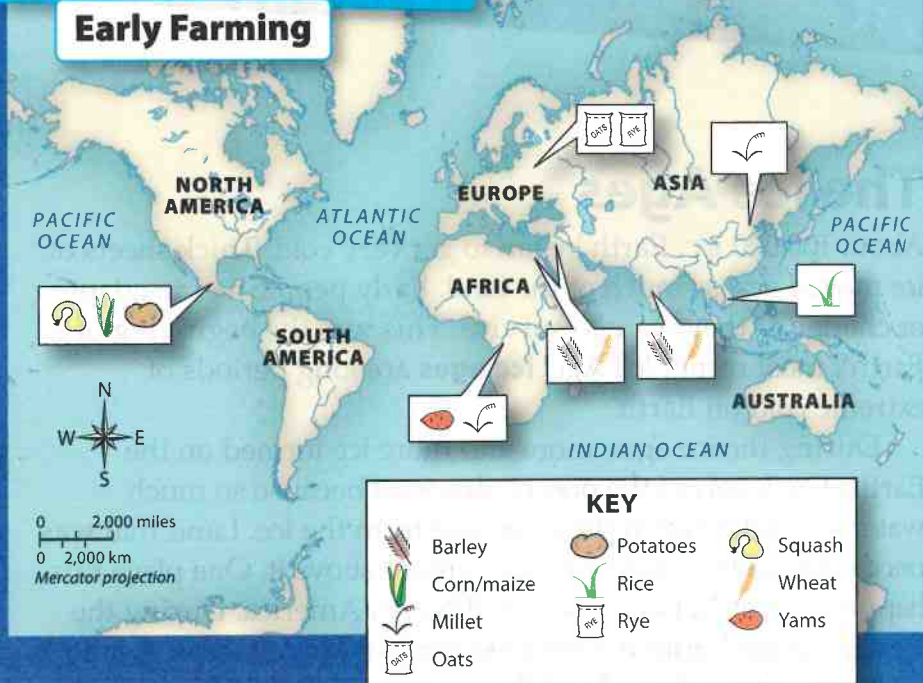 Early Farming
NORTH
AMERICA
EUROPE
ASIA
PACIFIC
OCEAN
ATLANTIC
OCEAN
PACIFIC
OCEAN
OATS
RYE
AFRICA
SOUTH
AMERICA
AUSTRALIA
INDIAN OCEAN
N
W
E
S
0 2,000 miles
0 2,000 km
Mercator projection
KEY
Barley
Corn/maize
Millet
OATS
Oats
Potatoes
Rice
RYE
Rye
Squash
Wheat
Yams